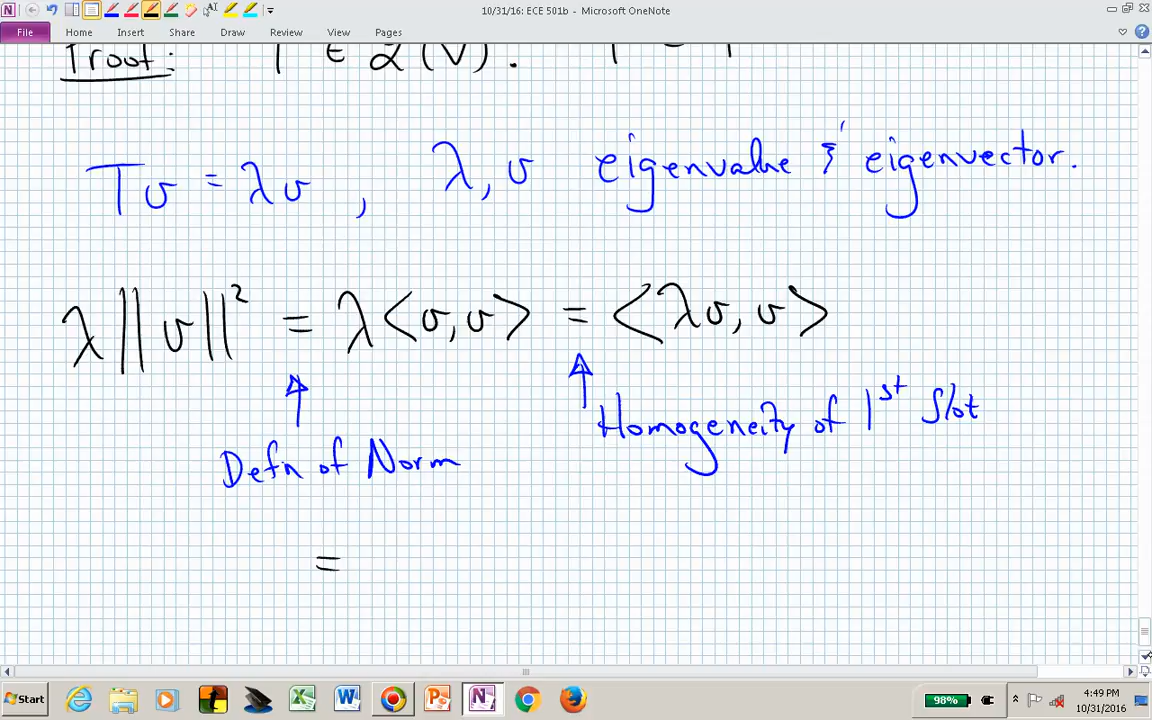 10/31/16: ECE 501b - Microsoft OneNote
File Home Insert Share Draw Review View Pages
Proof: T ∈ L(V).
Tv = λv , λ, v eigenvalue & eigenvector.
λ||v||² = λ<v,v> = <λv, v>
Homogeneity of 1st Slot
Defn of Norm
=
Start
98%
4:49 PM
10/31/2016